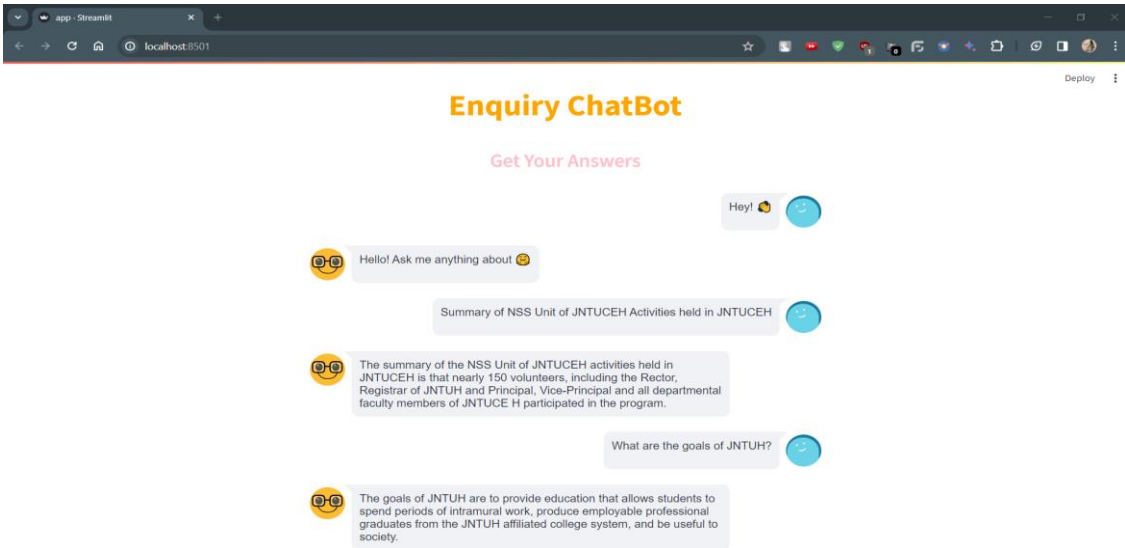 app · Streamlit
localhost:8501
Deploy
Enquiry ChatBot
Get Your Answers
Hey! 👋
Hello! Ask me anything about 🤗
Summary of NSS Unit of JNTUCEH Activities held in JNTUCEH
The summary of the NSS Unit of JNTUCEH activities held in
JNTUCEH is that nearly 150 volunteers, including the Rector,
Registrar of JNTUH and Principal, Vice-Principal and all departmental
faculty members of JNTUCE H participated in the program.
What are the goals of JNTUH?
The goals of JNTUH are to provide education that allows students to
spend periods of intramural work, produce employable professional
graduates from the JNTUH affiliated college system, and be useful to
society.